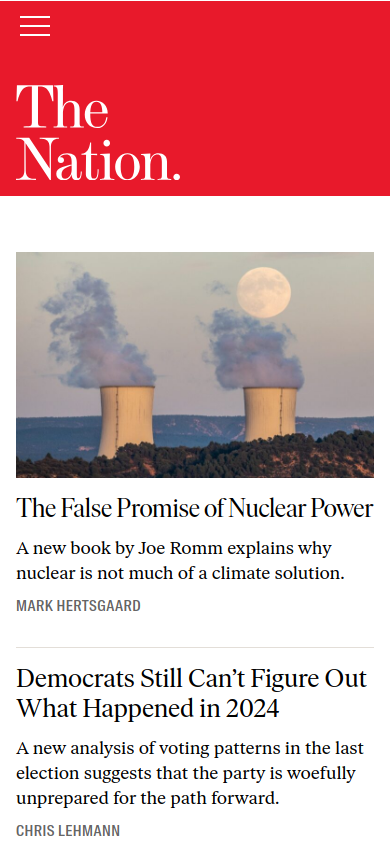 The
Nation.
The False Promise of Nuclear Power
A new book by Joe Romm explains why
nuclear is not much of a climate solution.
MARK HERTSGAARD
Democrats Still Can’t Figure Out
What Happened in 2024
A new analysis of voting patterns in the last
election suggests that the party is woefully
unprepared for the path forward.
CHRIS LEHMANN